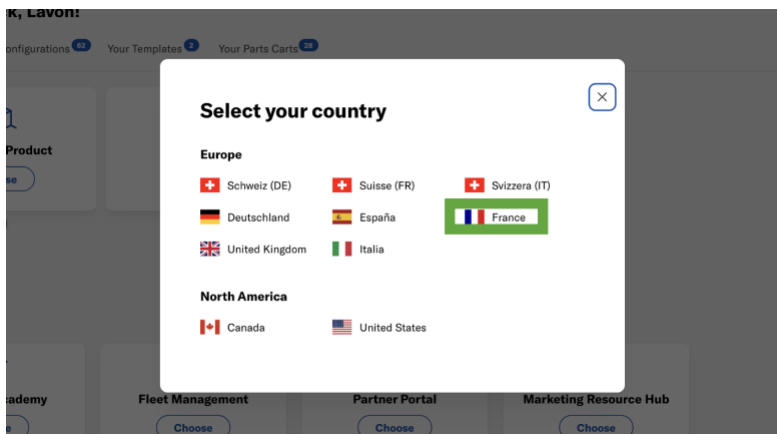 k, Lavon!
onfigurations 62 Your Templates 2 Your Parts Carts 28
Select your country
Europe
Schweiz (DE) Suisse (FR) Svizzera (IT)
Deutschland España France
United Kingdom Italia
North America
Canada United States
Product
se
cademy Fleet Management Partner Portal Marketing Resource Hub
e Choose Choose Choose